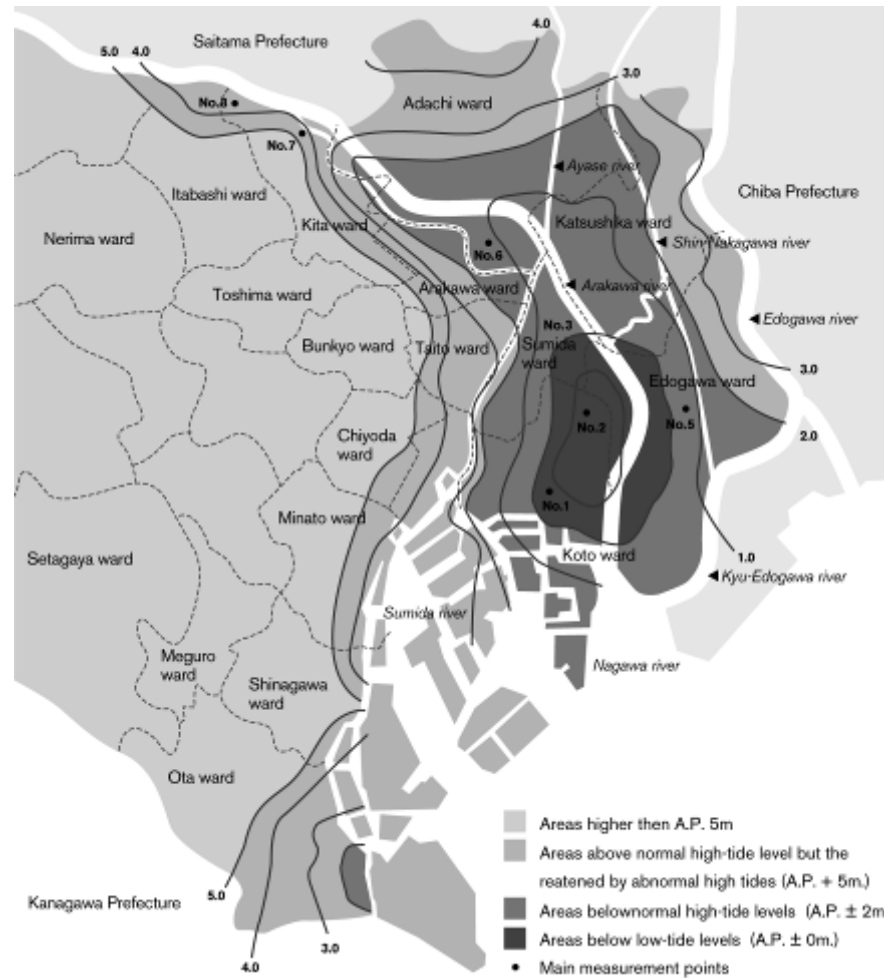 Saitama Prefecture
5.0 4.0
4.0
3.0
No.8
Adachi ward
No.7
Ayase river
Itabashi ward
Chiba Prefecture
Kita ward
Katsushika ward
Nerima ward
No.6
Shin-Nakagawa river
Arakawa ward
Arakawa river
Toshima ward
Edogawa river
No.3
Bunkyo ward
Taito ward
Sumida
ward
3.0
Edogawa ward
No.2
No.5
Chiyoda
ward
2.0
No.1
Minato ward
Setagaya ward
Koto ward
1.0
Kyu-Edogawa river
Sumida river
Meguro
ward
Nagawa river
Shinagawa
ward
Ota ward
Areas higher then A.P. 5m
Areas above normal high-tide level but the
reatened by abnormal high tides (A.P. + 5m.)
5.0
Kanagawa Prefecture
Areas belownormal high-tide levels (A.P. ± 2m
3.0
Areas below low-tide levels (A.P. ± 0m.)
4.0
Main measurement points